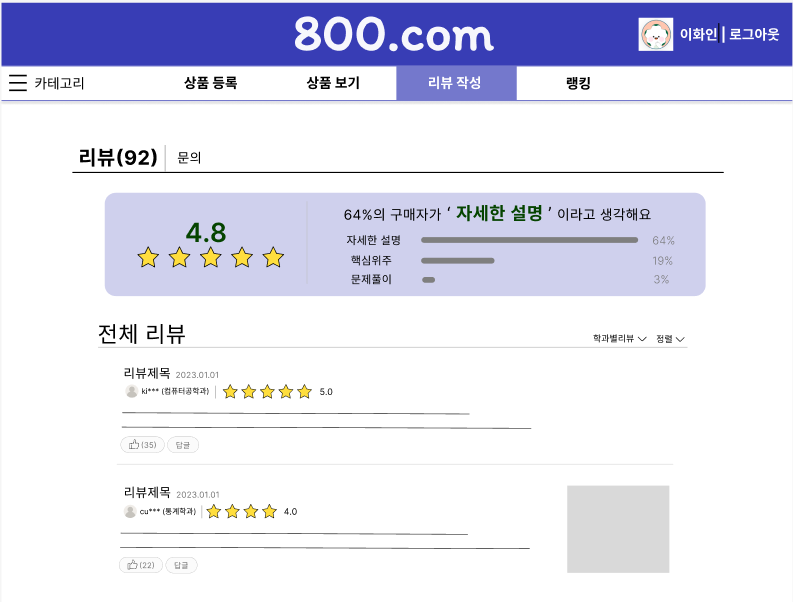 800.com
이화인 | 로그아웃
카테고리 상품 등록 상품 보기 리뷰 작성 랭킹
리뷰(92) 문의
4.8
64%의 구매자가 ‘ 자세한 설명 ’ 이라고 생각해요
자세한 설명 64%
핵심위주 19%
문제풀이 3%
전체 리뷰
학과별리뷰 정렬
리뷰제목 2023.01.01
ki*** (컴퓨터공학과) 5.0
(35) 답글
리뷰제목 2023.01.01
cu*** (통계학과) 4.0
(22) 답글